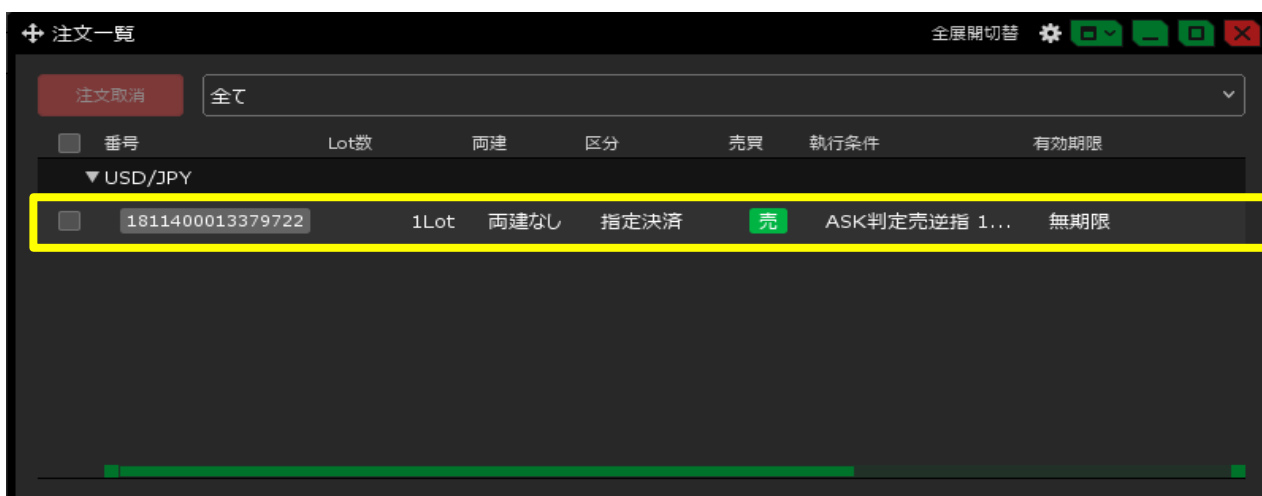 注文一覧 全展開切替
注文取消 全て
番号 Lot数 両建 区分 売買 執行条件 有効期限
▼USD/JPY
1811400013379722 1Lot 両建なし 指定決済 売 ASK判定売逆指 1... 無期限